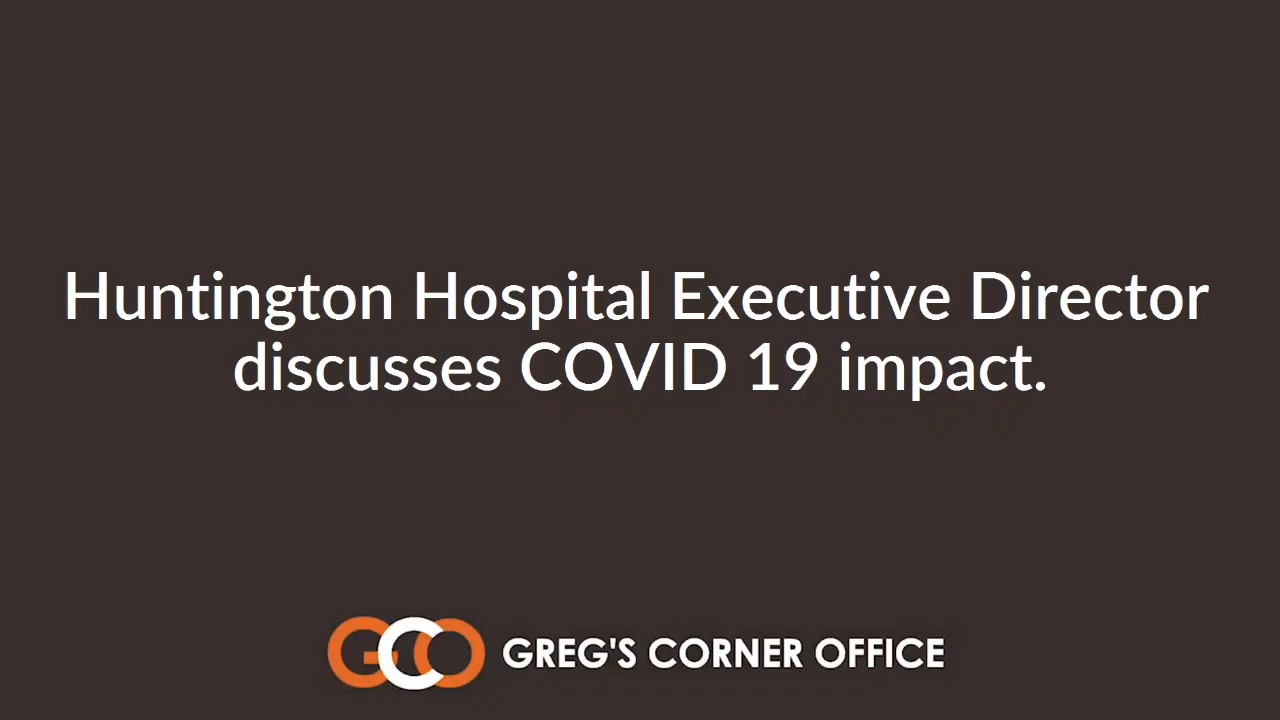 Huntington Hospital Executive Director
discusses COVID 19 impact.
GCO GREG'S CORNER OFFICE